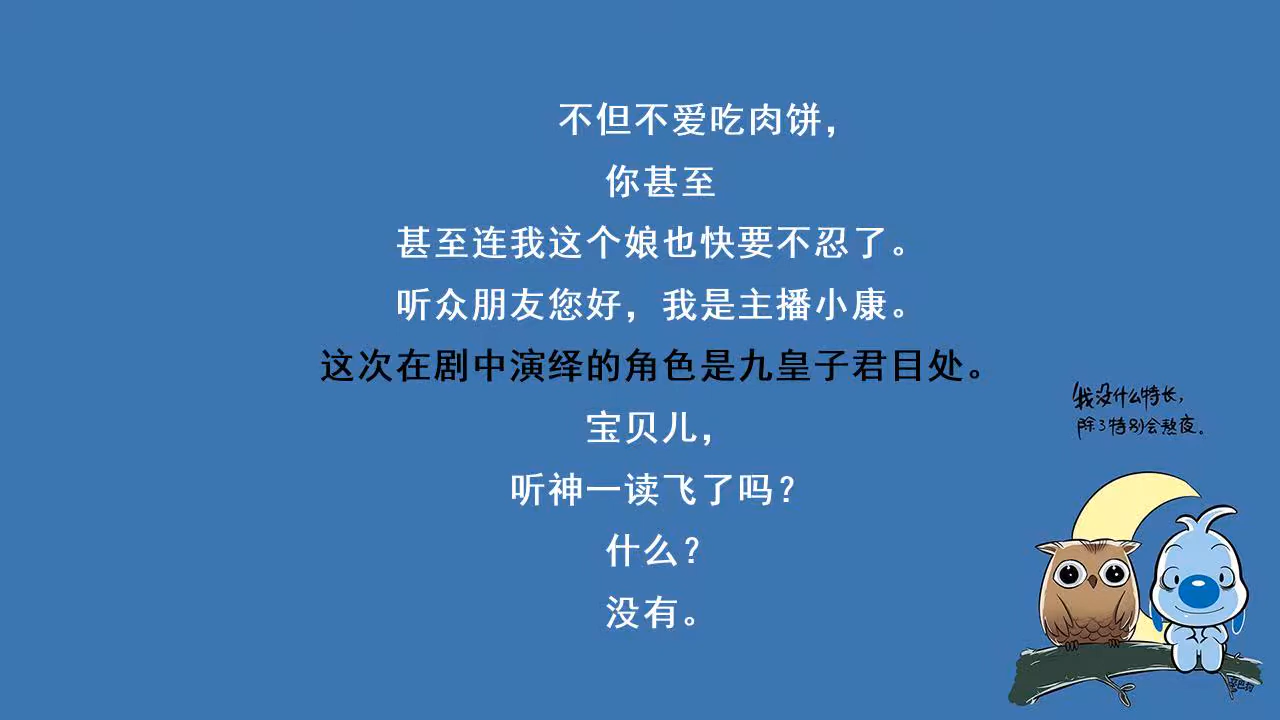 不但不爱吃肉饼，
你甚至
甚至连我这个娘也快要不忍了。
听众朋友您好，我是主播小康。
这次在剧中演绎的角色是九皇子君目处。
宝贝儿，
听神一读飞了吗？
什么？
没有。
我没什么特长，
除了特别会熬夜。